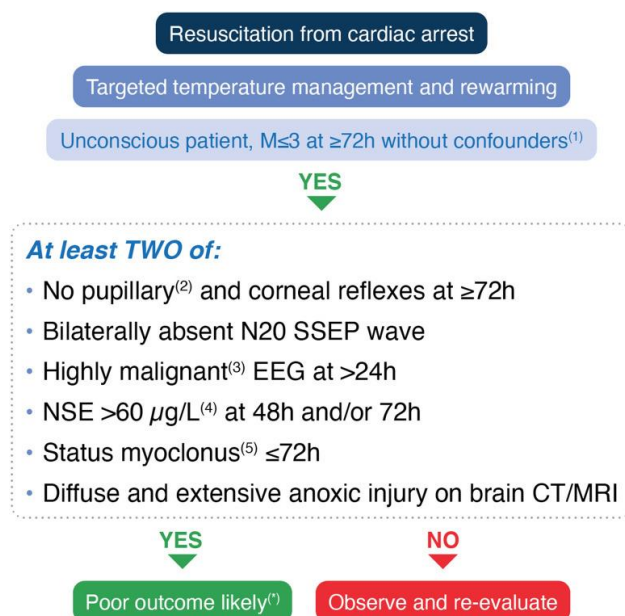 Resuscitation from cardiac arrest
Targeted temperature management and rewarming
Unconscious patient, M≤3 at ≥72h without confounders(1)
YES
At least TWO of:
• No pupillary(2) and corneal reflexes at ≥72h
• Bilaterally absent N20 SSEP wave
• Highly malignant(3) EEG at >24h
• NSE >60 µg/L(4) at 48h and/or 72h
• Status myoclonus(5) ≤72h
• Diffuse and extensive anoxic injury on brain CT/MRI
YES NO
Poor outcome likely(*) Observe and re-evaluate